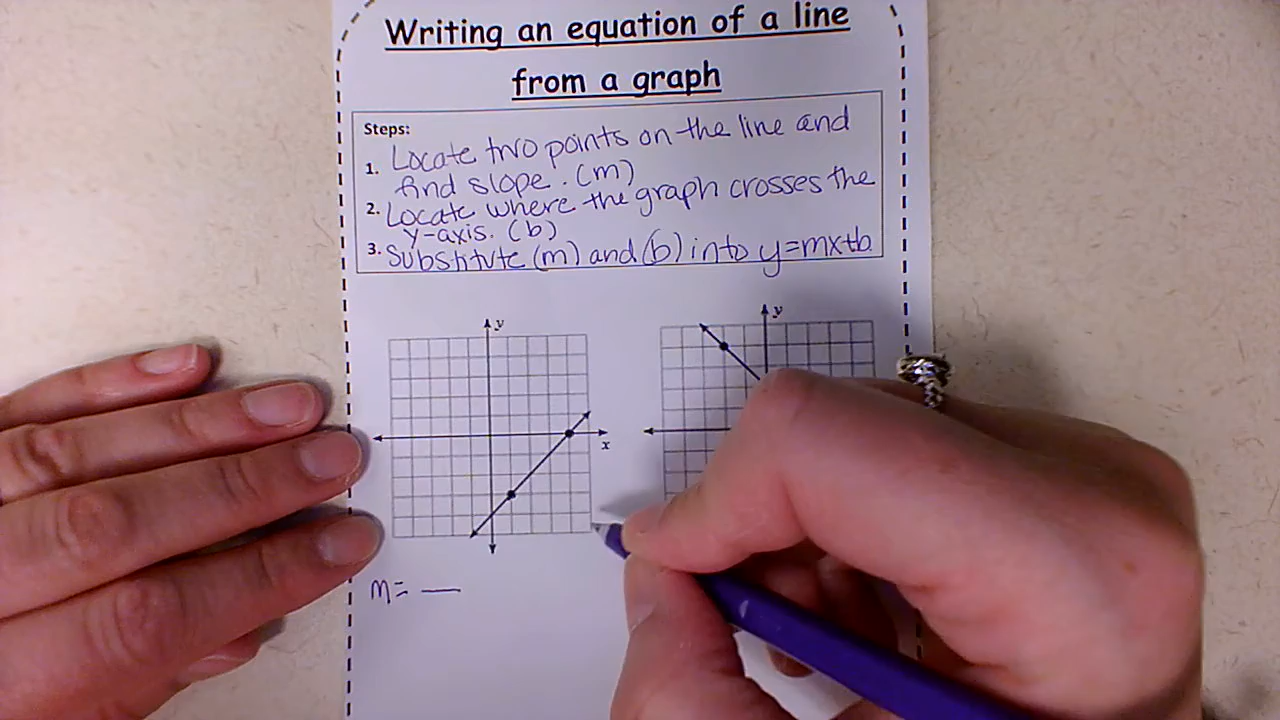 Writing an equation of a line
from a graph
Steps:
1. Locate two points on the line and
find slope. (m)
2. Locate where the graph crosses the
y-axis. (b)
3. Substitute (m) and (b) into y=mx+b
y
x
y
m= —